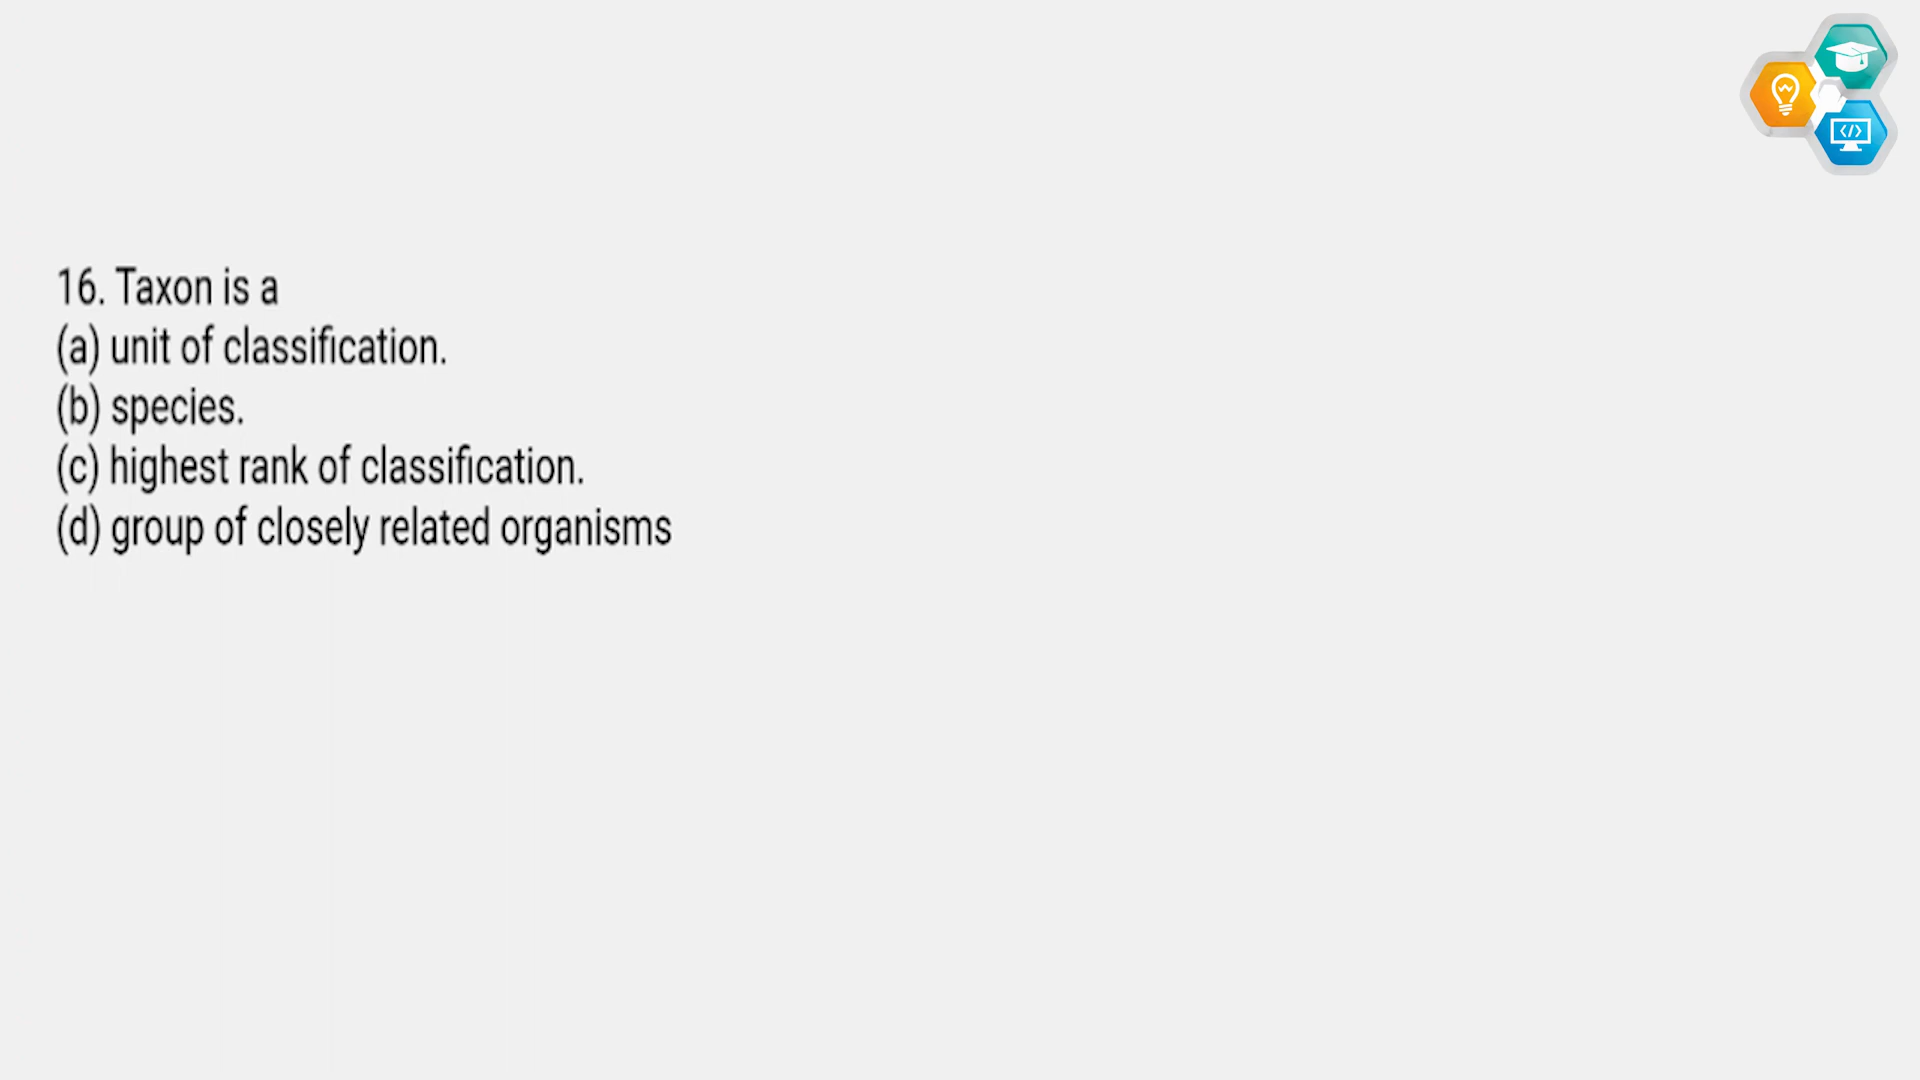 16. Taxon is a
(a) unit of classification.
(b) species.
(c) highest rank of classification.
(d) group of closely related organisms